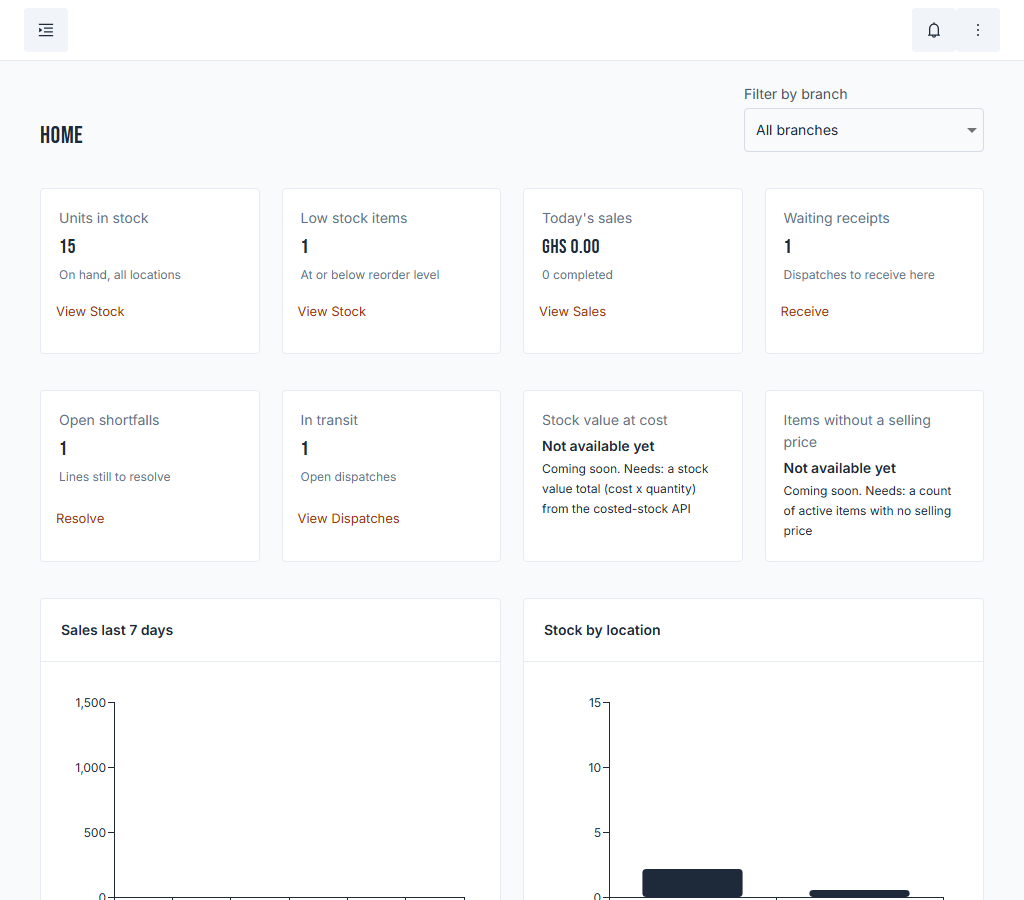 Filter by branch
HOME
All branches
Units in stock
15
On hand, all locations
View Stock
Low stock items
1
At or below reorder level
View Stock
Today's sales
GHS 0.00
0 completed
View Sales
Waiting receipts
1
Dispatches to receive here
Receive
Open shortfalls
1
Lines still to resolve
Resolve
In transit
1
Open dispatches
View Dispatches
Stock value at cost
Not available yet
Coming soon. Needs: a stock
value total (cost x quantity)
from the costed-stock API
Items without a selling
price
Not available yet
Coming soon. Needs: a count
of active items with no selling
price
Sales last 7 days
1,500
1,000
500
0
Stock by location
15
10
5
0